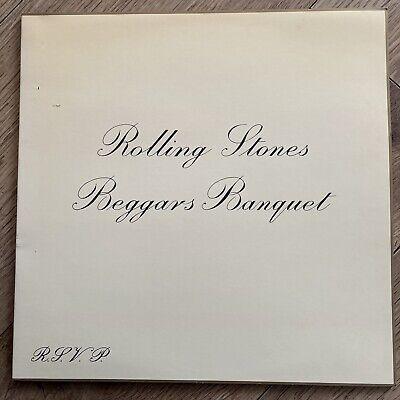 Rolling Stones
Beggars Banquet
R.S.V.P.